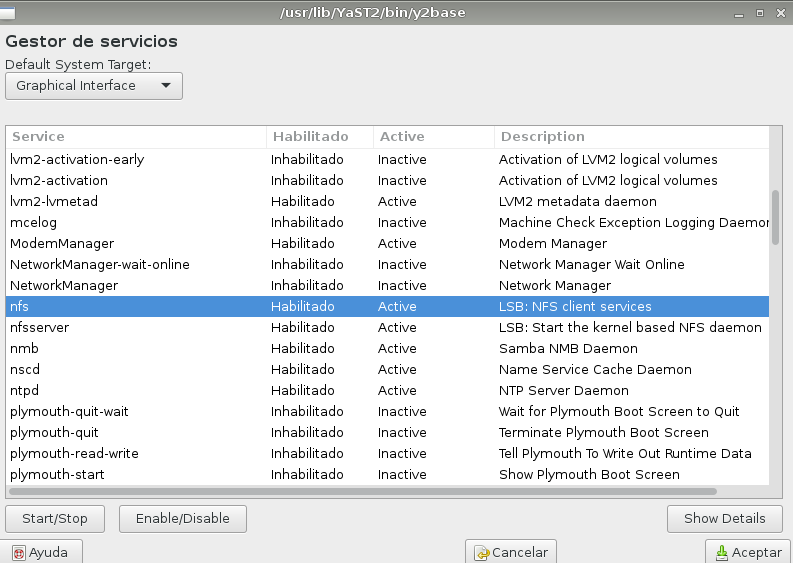 /usr/lib/YaST2/bin/y2base
Gestor de servicios
Default System Target:
Graphical Interface
Service Habilitado Active Description
lvm2-activation-early Inhabilitado Inactive Activation of LVM2 logical volumes
lvm2-activation Inhabilitado Inactive Activation of LVM2 logical volumes
lvm2-lvmetad Habilitado Active LVM2 metadata daemon
mcelog Inhabilitado Inactive Machine Check Exception Logging Daemon
ModemManager Habilitado Active Modem Manager
NetworkManager-wait-online Inhabilitado Inactive Network Manager Wait Online
NetworkManager Inhabilitado Inactive Network Manager
nfs Habilitado Active LSB: NFS client services
nfsserver Habilitado Active LSB: Start the kernel based NFS daemon
nmb Habilitado Active Samba NMB Daemon
nscd Habilitado Active Name Service Cache Daemon
ntpd Habilitado Active NTP Server Daemon
plymouth-quit-wait Inhabilitado Inactive Wait for Plymouth Boot Screen to Quit
plymouth-quit Inhabilitado Inactive Terminate Plymouth Boot Screen
plymouth-read-write Inhabilitado Inactive Tell Plymouth To Write Out Runtime Data
plymouth-start Inhabilitado Inactive Show Plymouth Boot Screen
Start/Stop Enable/Disable Show Details
Ayuda Cancelar Aceptar